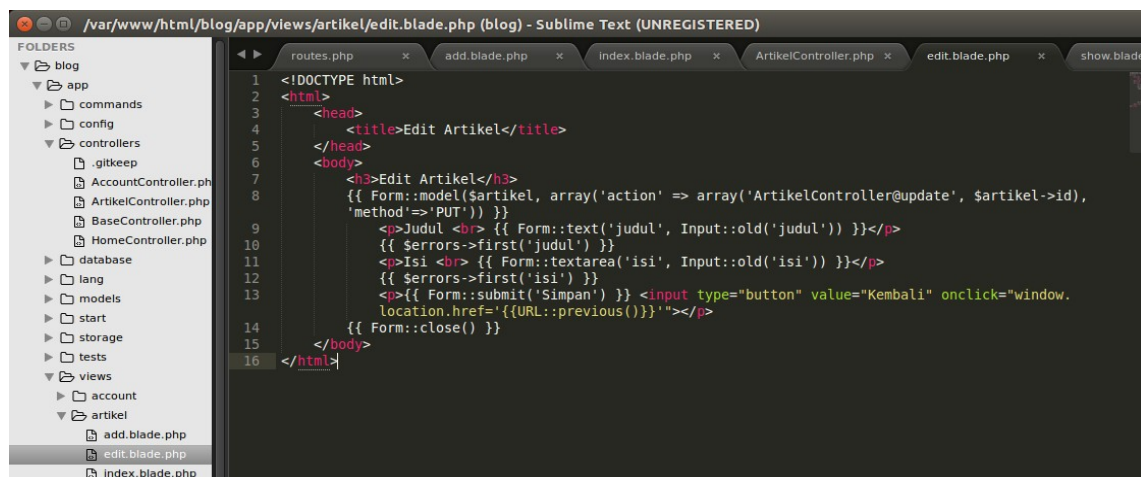 /var/www/html/blog/app/views/artikel/edit.blade.php (blog) - Sublime Text (UNREGISTERED)
FOLDERS
blog
app
commands
config
controllers
.gitkeep
AccountController.ph
ArtikelController.php
BaseController.php
HomeController.php
database
lang
models
start
storage
tests
views
account
artikel
add.blade.php
edit.blade.php
index.blade.php
routes.php × add.blade.php × index.blade.php × ArtikelController.php × edit.blade.php × show.blade
1 <!DOCTYPE html>
2 <html>
3 <head>
4 <title>Edit Artikel</title>
5 </head>
6 <body>
7 <h3>Edit Artikel</h3>
8 {{ Form::model($artikel, array('action' => array('ArtikelController@update', $artikel->id),
'method'=>'PUT')) }}
9 <p>Judul <br> {{ Form::text('judul', Input::old('judul')) }}</p>
10 {{ $errors->first('judul') }}
11 <p>Isi <br> {{ Form::textarea('isi', Input::old('isi')) }}</p>
12 {{ $errors->first('isi') }}
13 <p>{{ Form::submit('Simpan') }} <input type="button" value="Kembali" onclick="window.
location.href='{{URL::previous()}}'"></p>
14 {{ Form::close() }}
15 </body>
16 </html>